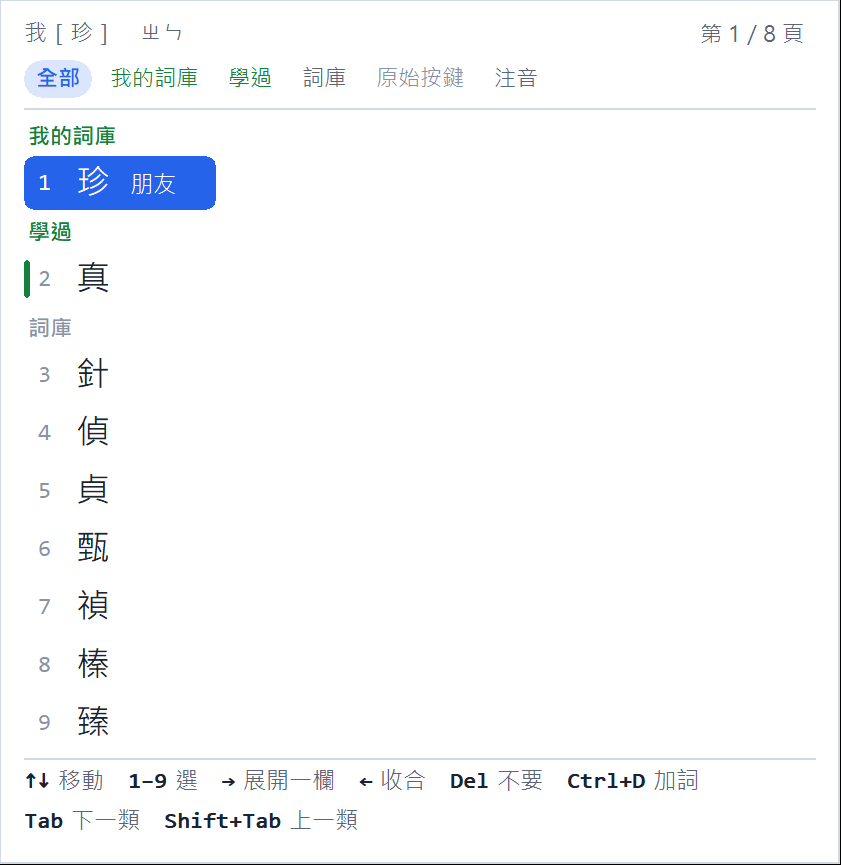 我 [ 珍 ] ㄓㄣ 第 1 / 8 頁
全部 我的詞庫 學過 詞庫 原始按鍵 注音
我的詞庫
1 珍 朋友
學過
2 真
詞庫
3 針
4 偵
5 貞
6 甄
7 禎
8 榛
9 臻
↑↓ 移動 1–9 選 → 展開一欄 ← 收合 Del 不要 Ctrl+D 加詞
Tab 下一類 Shift+Tab 上一類